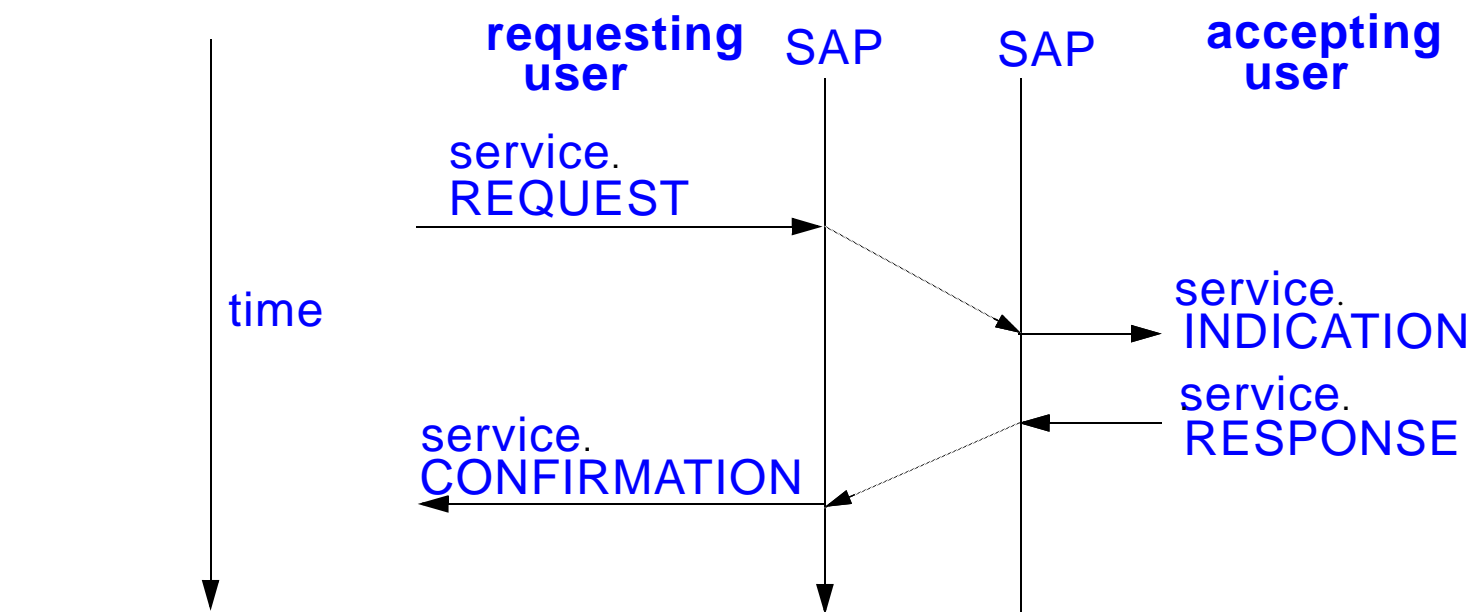 requesting
user
SAP
SAP
accepting
user
service.
REQUEST
time
service.
INDICATION
service.
RESPONSE
service.
CONFIRMATION